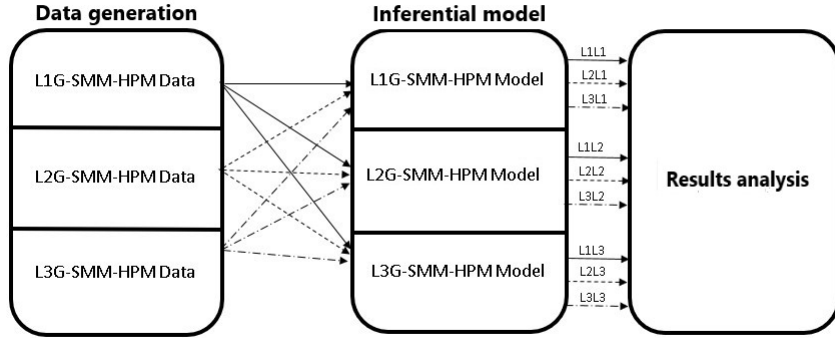 Data generation
Inferential model
L1G-SMM-HPM Data
L2G-SMM-HPM Data
L3G-SMM-HPM Data
L1G-SMM-HPM Model
L2G-SMM-HPM Model
L3G-SMM-HPM Model
L1L1
L2L1
L3L1
L1L2
L2L2
L3L2
L1L3
L2L3
L3L3
Results analysis